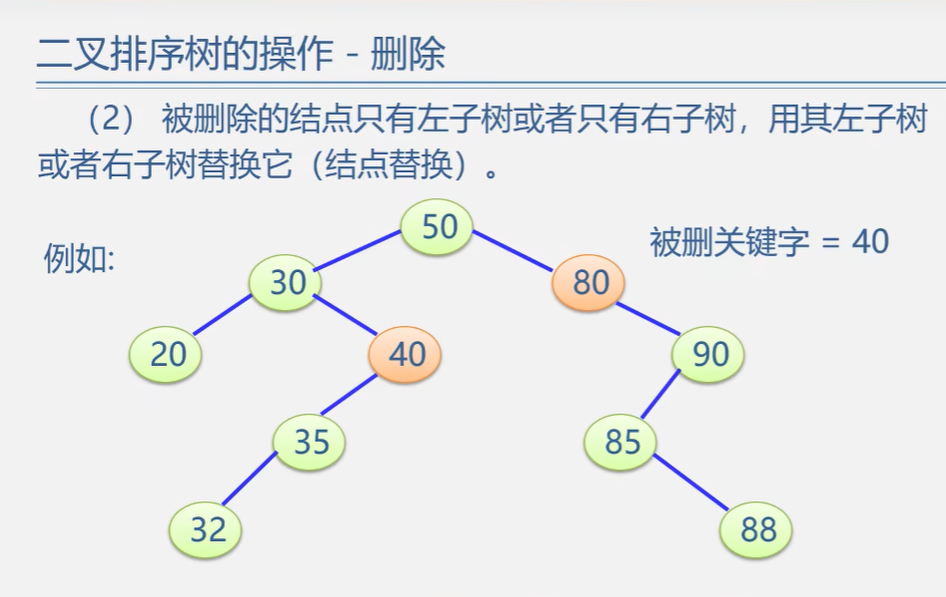 二叉排序树的操作 - 删除
（2） 被删除的结点只有左子树或者只有右子树，用其左子树
或者右子树替换它（结点替换）。
例如:
被删关键字 = 40
50
30
80
20
40
90
35
85
32
88